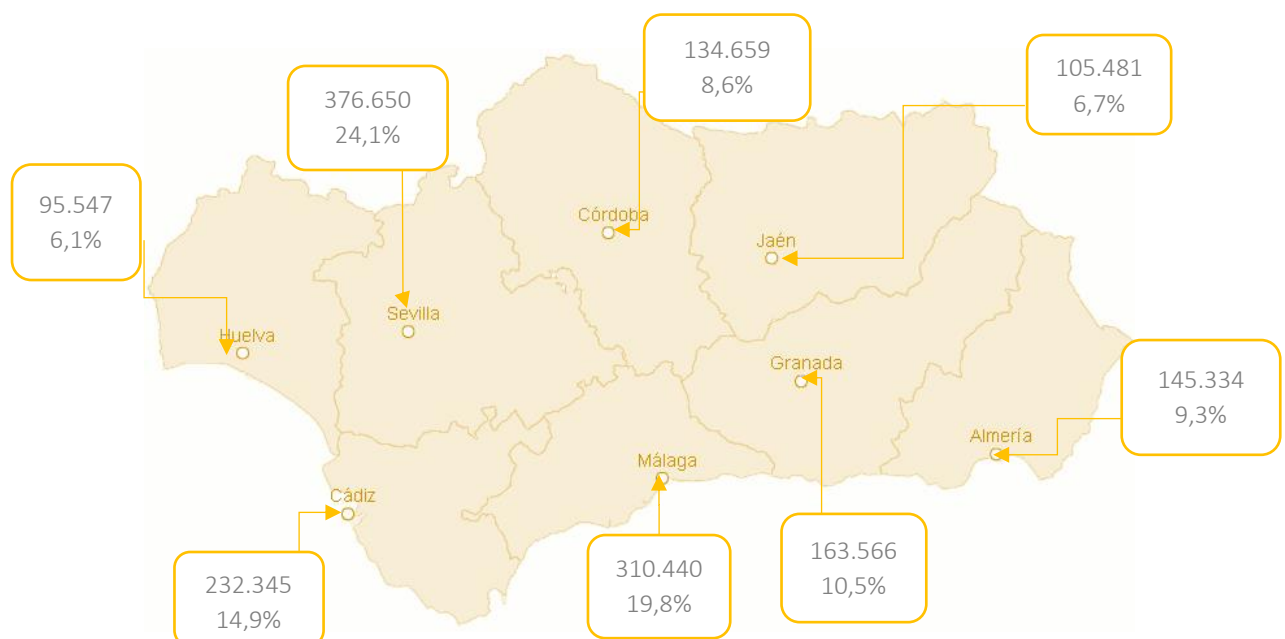 134.659
8,6%
105.481
6,7%
376.650
24,1%
95.547
6,1%
Córdoba
Jaén
Sevilla
Huelva
Granada
145.334
9,3%
Almería
Málaga
Cádiz
163.566
10,5%
310.440
19,8%
232.345
14,9%